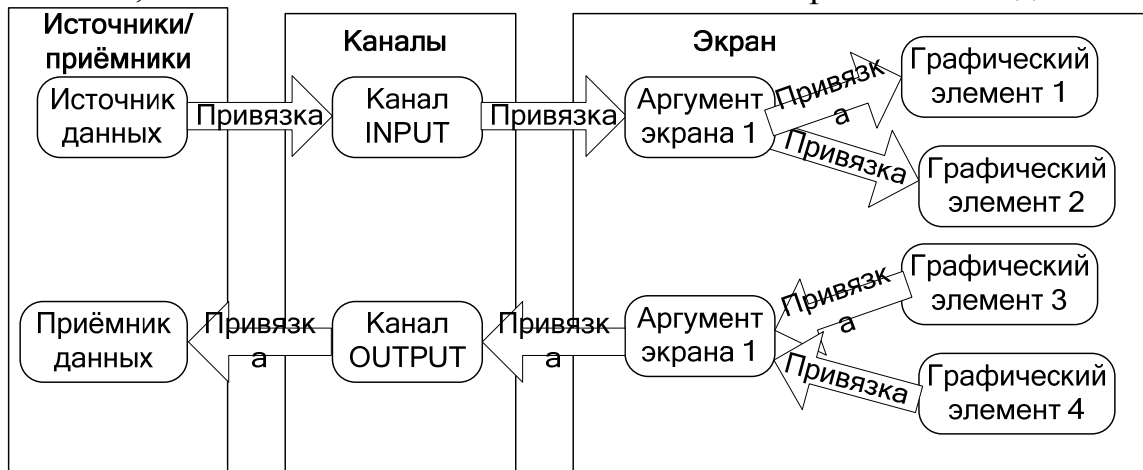 Источники/
приёмники
Каналы
Экран
Источник
данных
Привязка
Канал
INPUT
Привязка
Аргумент
экрана 1
Привязк
а
Графический
элемент 1
Привязка
Графический
элемент 2
Приёмник
данных
Привязк
а
Канал
OUTPUT
Привязк
а
Аргумент
экрана 1
Привязк
а
Графический
элемент 3
Привязка
Графический
элемент 4